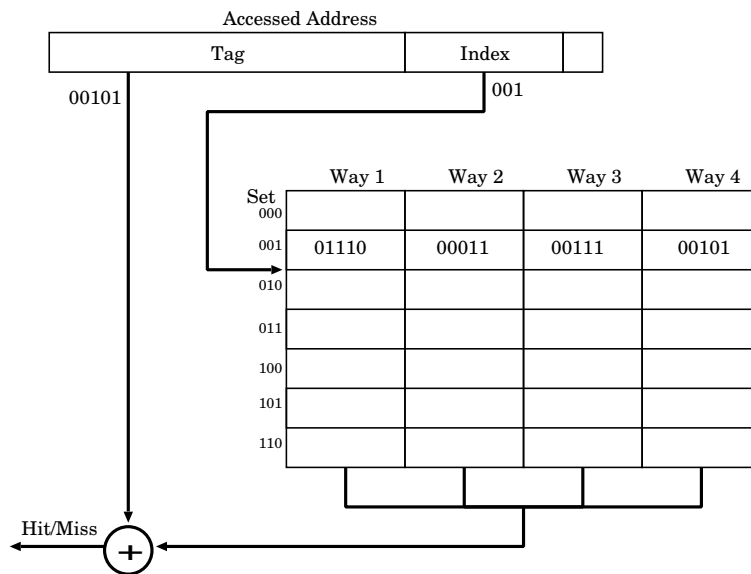 Accessed Address
Tag Index
00101 001
Way 1 Way 2 Way 3 Way 4
Set
000
001 01110 00011 00111 00101
010
011
100
101
110
Hit/Miss
+